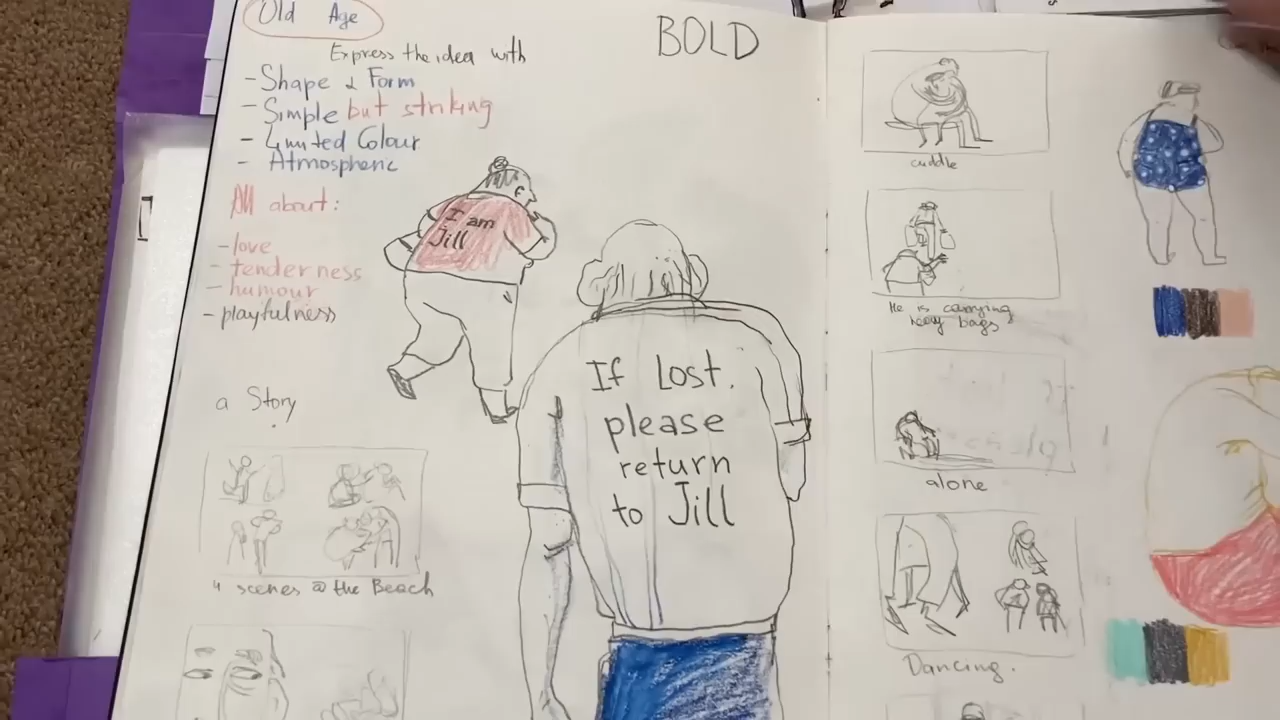 Old Age
Express the idea with
- Shape & Form
- Simple but striking
- Limited Colour
- Atmospheric
All about:
- love
- tenderness
- humour
- playfulness
a Story
4 scenes @ the Beach
BOLD
I am
Jill
If Lost.
please
return
to Jill
cuddle
He is carrying
heavy bags
alone
Dancing.